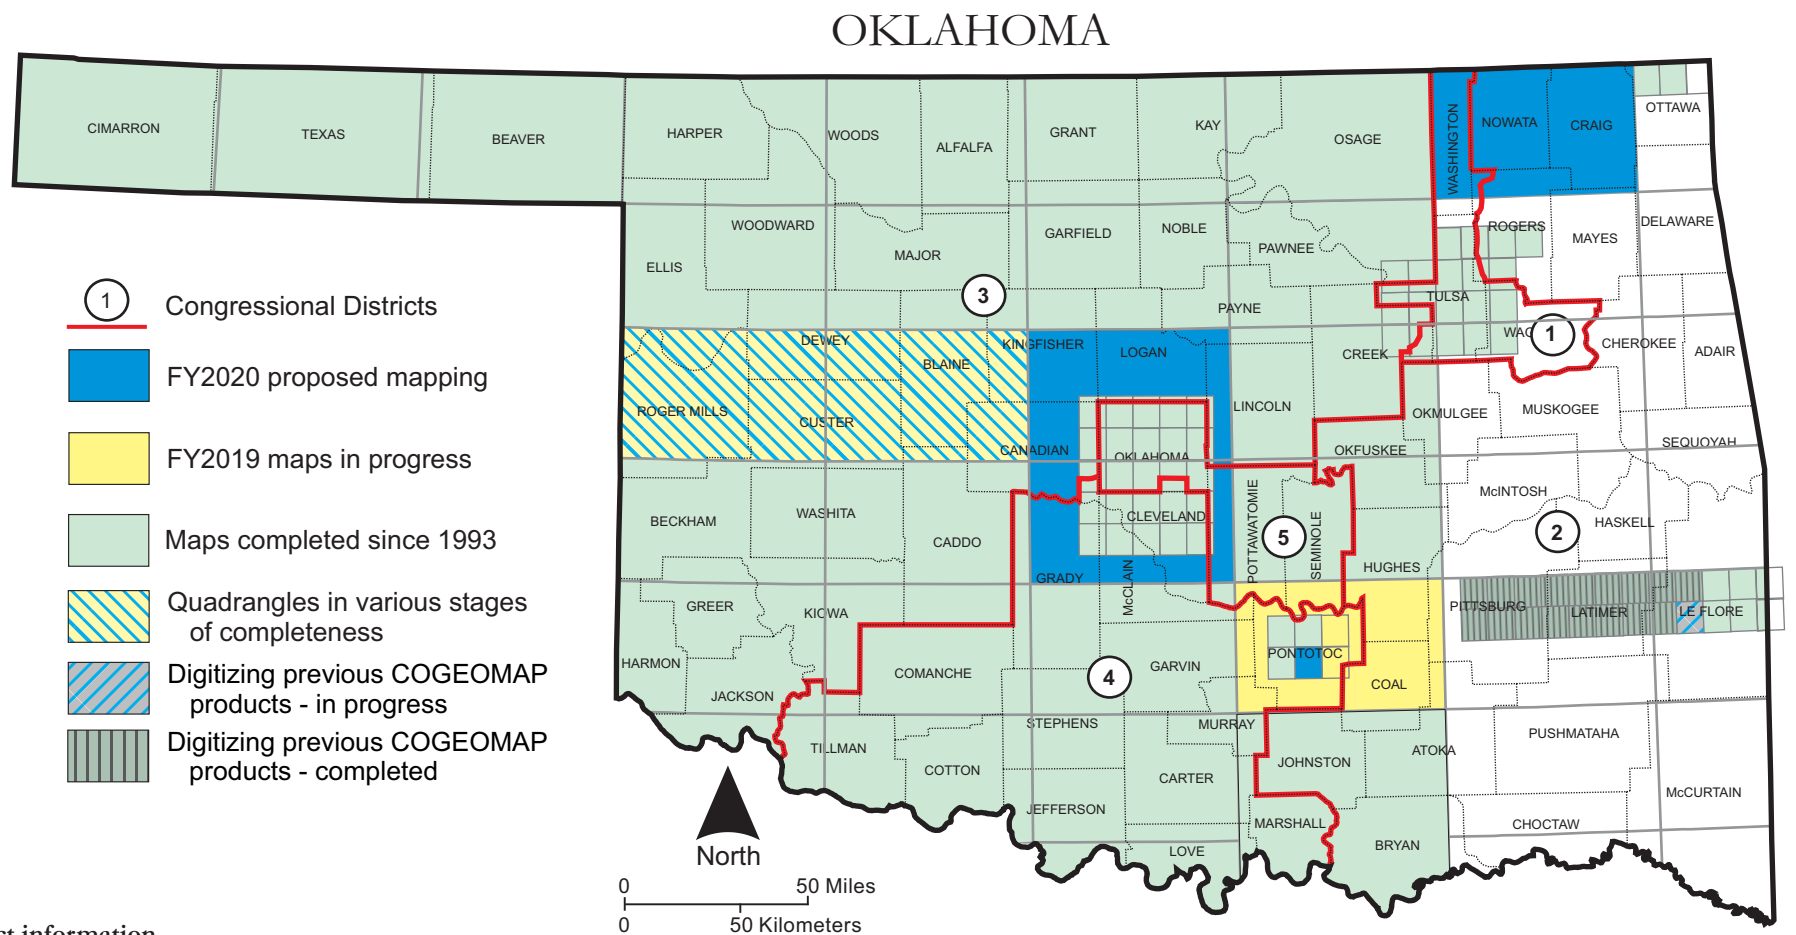 OKLAHOMA
CIMARRON
TEXAS
BEAVER
HARPER
WOODS
ALFALFA
GRANT
KAY
OSAGE
WASHINGTON
NOWATA
CRAIG
OTTAWA
WOODWARD
ELLIS
MAJOR
GARFIELD
NOBLE
PAWNEE
ROGERS
MAYES
DELAWARE
3
PAYNE
TULSA
1
Congressional Districts
FY2020 proposed mapping
FY2019 maps in progress
Maps completed since 1993
Quadrangles in various stages
of completeness
Digitizing previous COGEOMAP
products - in progress
Digitizing previous COGEOMAP
products - completed
DEWEY
BLAINE
KINGFISHER
LOGAN
CREEK
WAG
1
CHEROKEE
ADAIR
ROGER MILLS
CUSTER
CANADIAN
OKLAHOMA
LINCOLN
OKMULGEE
MUSKOGEE
OKFUSKEE
SEQUOYAH
BECKHAM
WASHITA
CADDO
CLEVELAND
POTTAWATOMIE
5
SEMINOLE
McINTOSH
HASKELL
2
GRADY
McCLAIN
HUGHES
GREER
KIOWA
PITTSBURG
LATIMER
LE FLORE
HARMON
JACKSON
COMANCHE
4
GARVIN
PONTOTOC
COAL
STEPHENS
MURRAY
TILLMAN
COTTON
JEFFERSON
CARTER
JOHNSTON
ATOKA
PUSHMATAHA
McCURTAIN
MARSHALL
CHOCTAW
LOVE
BRYAN
North
0 50 Miles
0 50 Kilometers
ct information